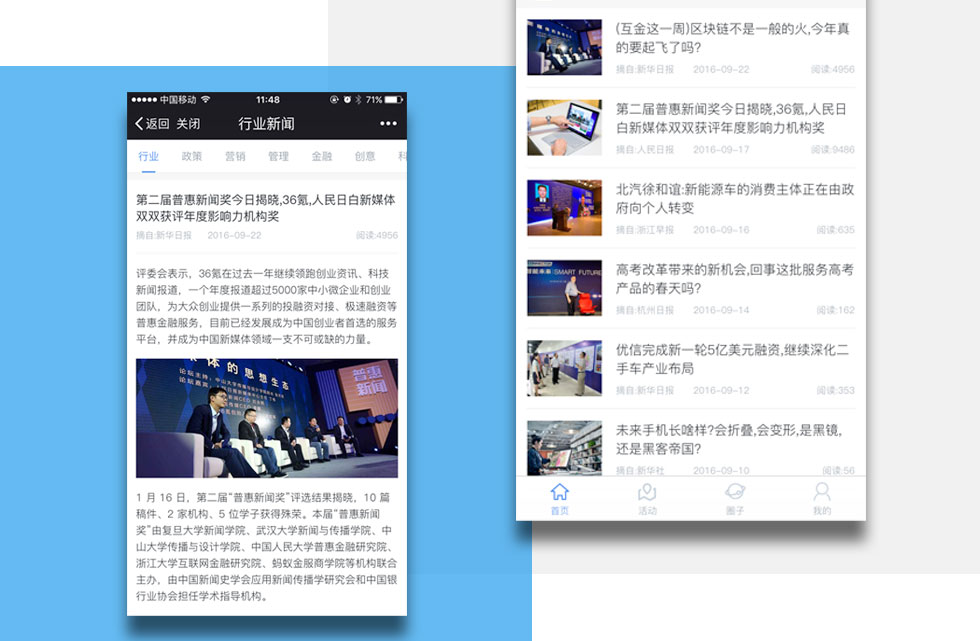 中国移动
11:48
71%
返回 关闭
行业新闻
行业 政策 营销 管理 金融 创意 科
第二届普惠新闻奖今日揭晓,36氪,人民日白新媒体
双双获评年度影响力机构奖
摘自:新华日报 2016-09-22 阅读:4956
评委会表示，36氪在过去一年继续领跑创业资讯、科技
新闻报道，一个年度报道超过5000家中小微企业和创业
团队，为大众创业提供一系列的投融资对接、极速融资等
普惠金融服务，目前已经发展成为中国创业者首选的服务
平台，并成为中国新媒体领域一支不可或缺的力量。
体的思想生态
普惠
新闻
1 月 16 日，第二届“普惠新闻奖”评选结果揭晓，10 篇
稿件、2 家机构、5 位学子获得殊荣。本届“普惠新闻
奖”由复旦大学新闻学院、武汉大学新闻与传播学院、中
山大学传播与设计学院、中国人民大学普惠金融研究院、
浙江大学互联网金融研究院、蚂蚁金服商学院等机构联合
主办，由中国新闻史学会应用新闻传播学研究会和中国银
行业协会担任学术指导机构。
(互金这一周)区块链不是一般的火,今年真
的要起飞了吗?
摘自:新华日报 2016-09-22 阅读:4956
第二届普惠新闻奖今日揭晓,36氪,人民日
白新媒体双双获评年度影响力机构奖
摘自:人民日报 2016-09-17 阅读:9486
北汽徐和谊:新能源车的消费主体正在由政
府向个人转变
摘自:浙江早报 2016-09-16 阅读:635
SMART FUTURE
高考改革带来的新机会,回事这批服务高考
产品的春天吗?
摘自:杭州日报 2016-09-14 阅读:162
优信完成新一轮5亿美元融资,继续深化二
手车产业布局
摘自:新华日报 2016-09-12 阅读:353
未来手机长啥样?会折叠,会变形,是黑镜,
还是黑客帝国?
摘自:新华社 2016-09-10 阅读:56
首页 活动 圈子 我的